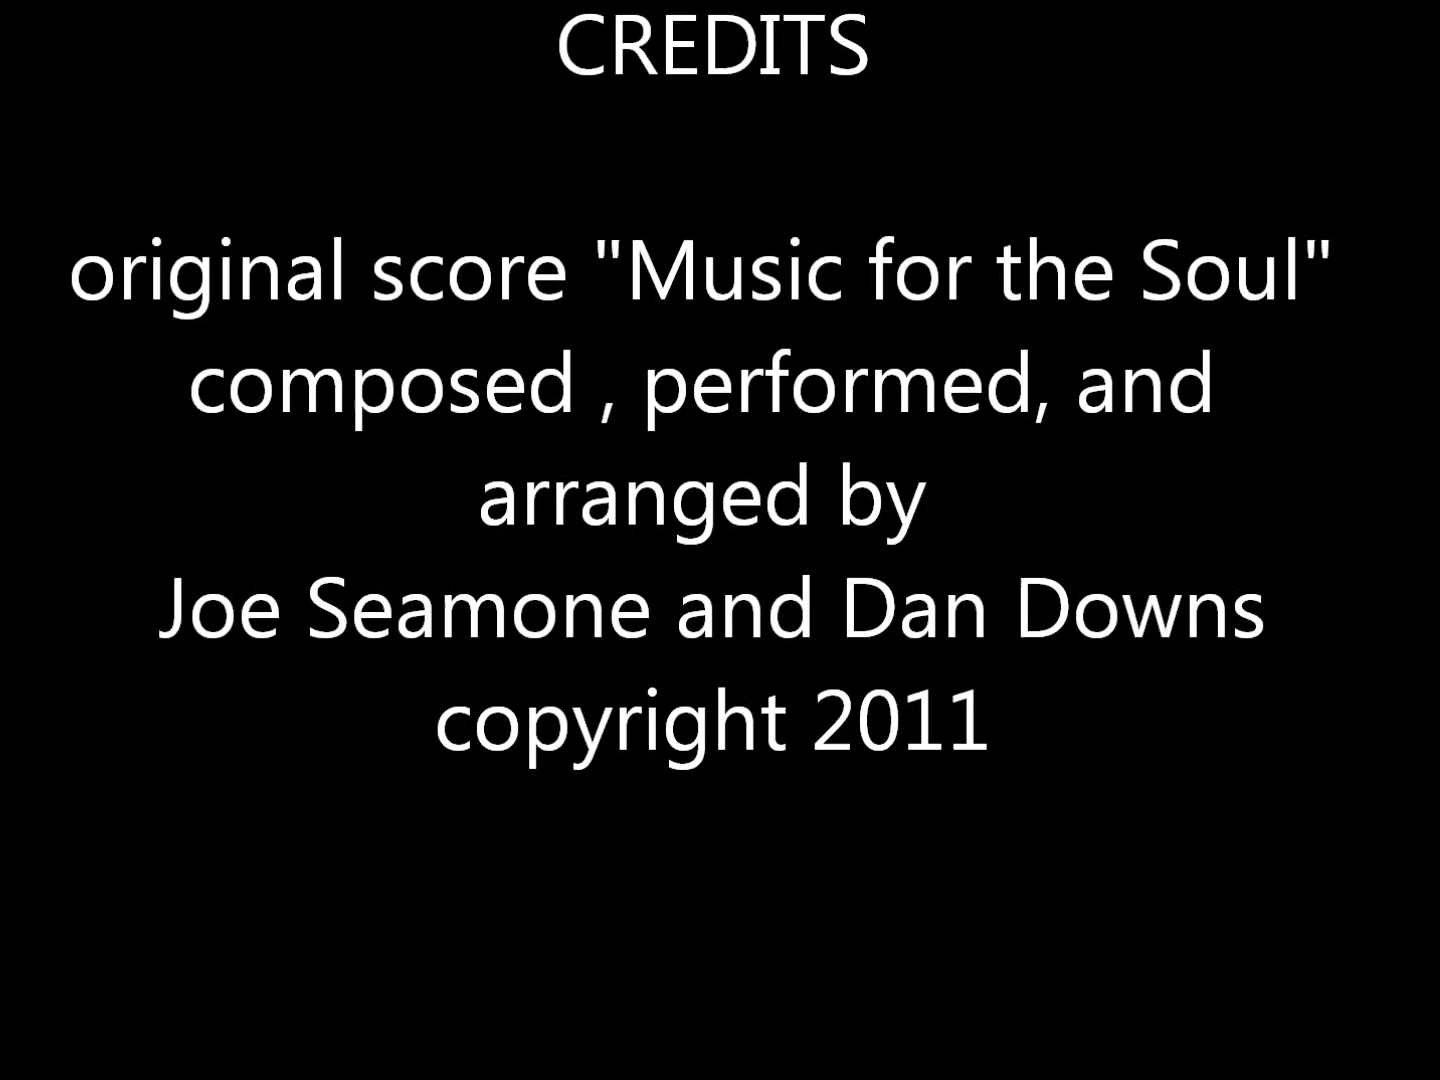 CREDITS
original score "Music for the Soul"
composed , performed, and
arranged by
Joe Seamone and Dan Downs
copyright 2011